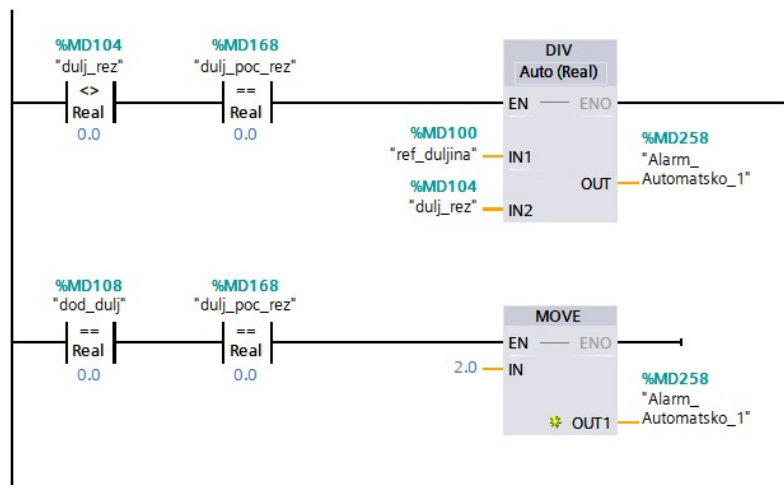 %MD104
"dulj_rez"
<>
Real
0.0
%MD168
"dulj_poc_rez"
==
Real
0.0
DIV
Auto (Real)
EN
ENO
%MD100
"ref_duljina"
IN1
%MD104
"dulj_rez"
IN2
OUT
%MD258
"Alarm_
Automatsko_1"
%MD108
"dod_dulj"
==
Real
0.0
%MD168
"dulj_poc_rez"
==
Real
0.0
MOVE
EN
ENO
2.0
IN
OUT1
%MD258
"Alarm_
Automatsko_1"